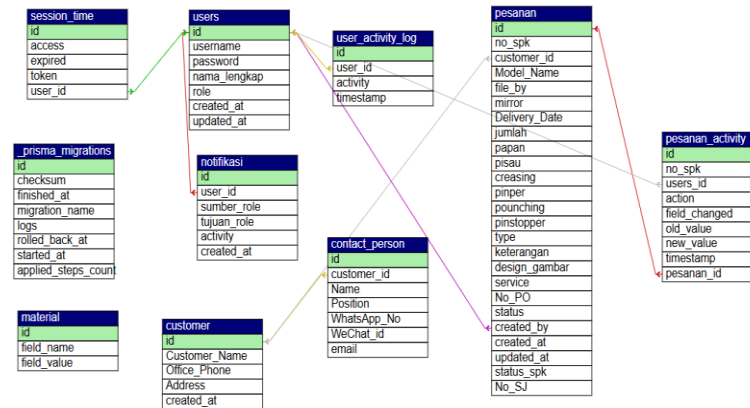 session_time
id
access
expired
token
user_id
users
id
username
password
nama_lengkap
role
created_at
updated_at
user_activity_log
id
user_id
activity
timestamp
pesanan
id
no_spk
customer_id
Model_Name
file_by
mirror
Delivery_Date
jumlah
papan
pisau
creasing
pinper
pounching
pinstopper
type
keterangan
design_gambar
service
No_PO
status
created_by
created_at
updated_at
status_spk
No_SJ
pesanan_activity
id
no_spk
users_id
action
field_changed
old_value
new_value
timestamp
pesanan_id
_prisma_migrations
id
checksum
finished_at
migration_name
logs
rolled_back_at
started_at
applied_steps_count
notifikasi
id
user_id
sumber_role
tujuan_role
activity
created_at
contact_person
id
customer_id
Name
Position
WhatsApp_No
WeChat_id
email
material
id
field_name
field_value
customer
id
Customer_Name
Office_Phone
Address
created_at